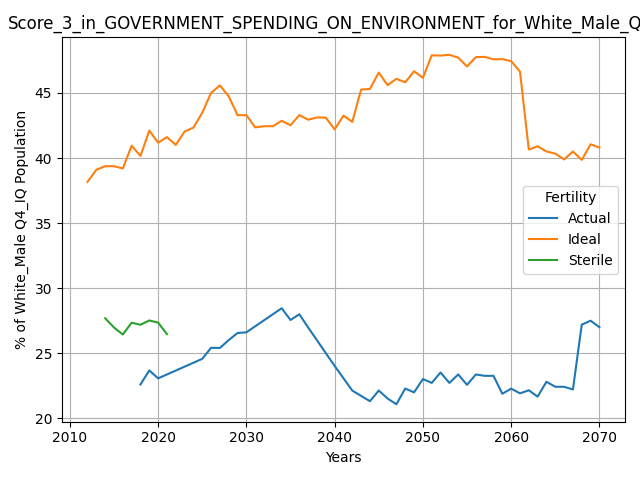 Score_3_in_GOVERNMENT_SPENDING_ON_ENVIRONMENT_for_White_Male_Q
% of White_Male Q4_IQ Population
45
40
35
30
25
20
Fertility
Actual
Ideal
Sterile
2010 2020 2030 2040 2050 2060 2070
Years